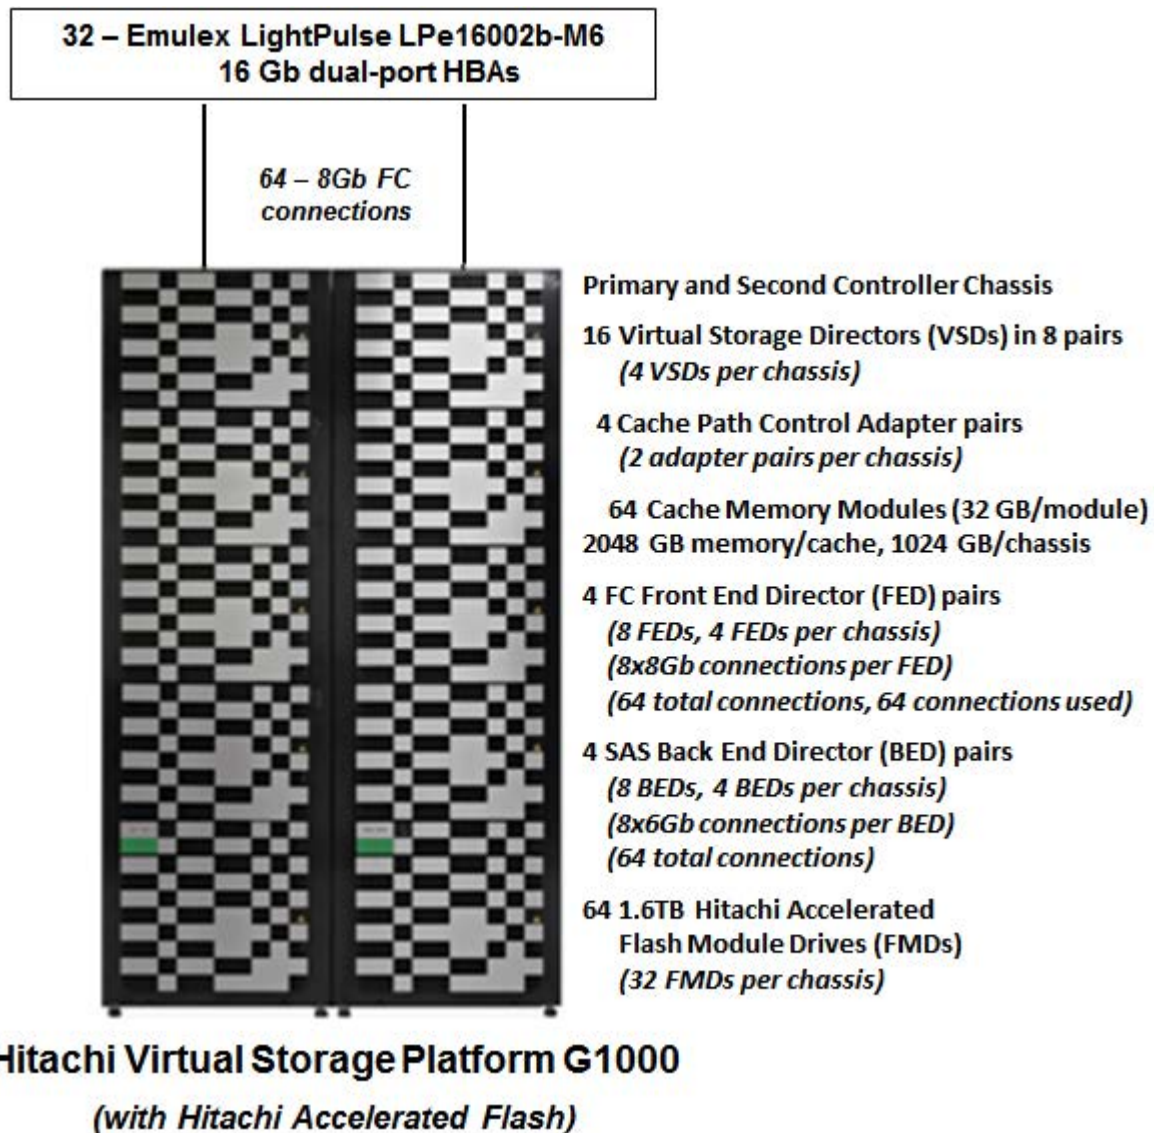 32 – Emulex LightPulse LPe16002b-M6
16 Gb dual-port HBAs
64 – 8Gb FC
connections
Primary and Second Controller Chassis
16 Virtual Storage Directors (VSDs) in 8 pairs
(4 VSDs per chassis)
4 Cache Path Control Adapter pairs
(2 adapter pairs per chassis)
64 Cache Memory Modules (32 GB/module)
2048 GB memory/cache, 1024 GB/chassis
4 FC Front End Director (FED) pairs
(8 FEDs, 4 FEDs per chassis)
(8x8Gb connections per FED)
(64 total connections, 64 connections used)
4 SAS Back End Director (BED) pairs
(8 BEDs, 4 BEDs per chassis)
(8x6Gb connections per BED)
(64 total connections)
64 1.6TB Hitachi Accelerated
Flash Module Drives (FMDs)
(32 FMDs per chassis)
Hitachi Virtual Storage Platform G1000
(with Hitachi Accelerated Flash)